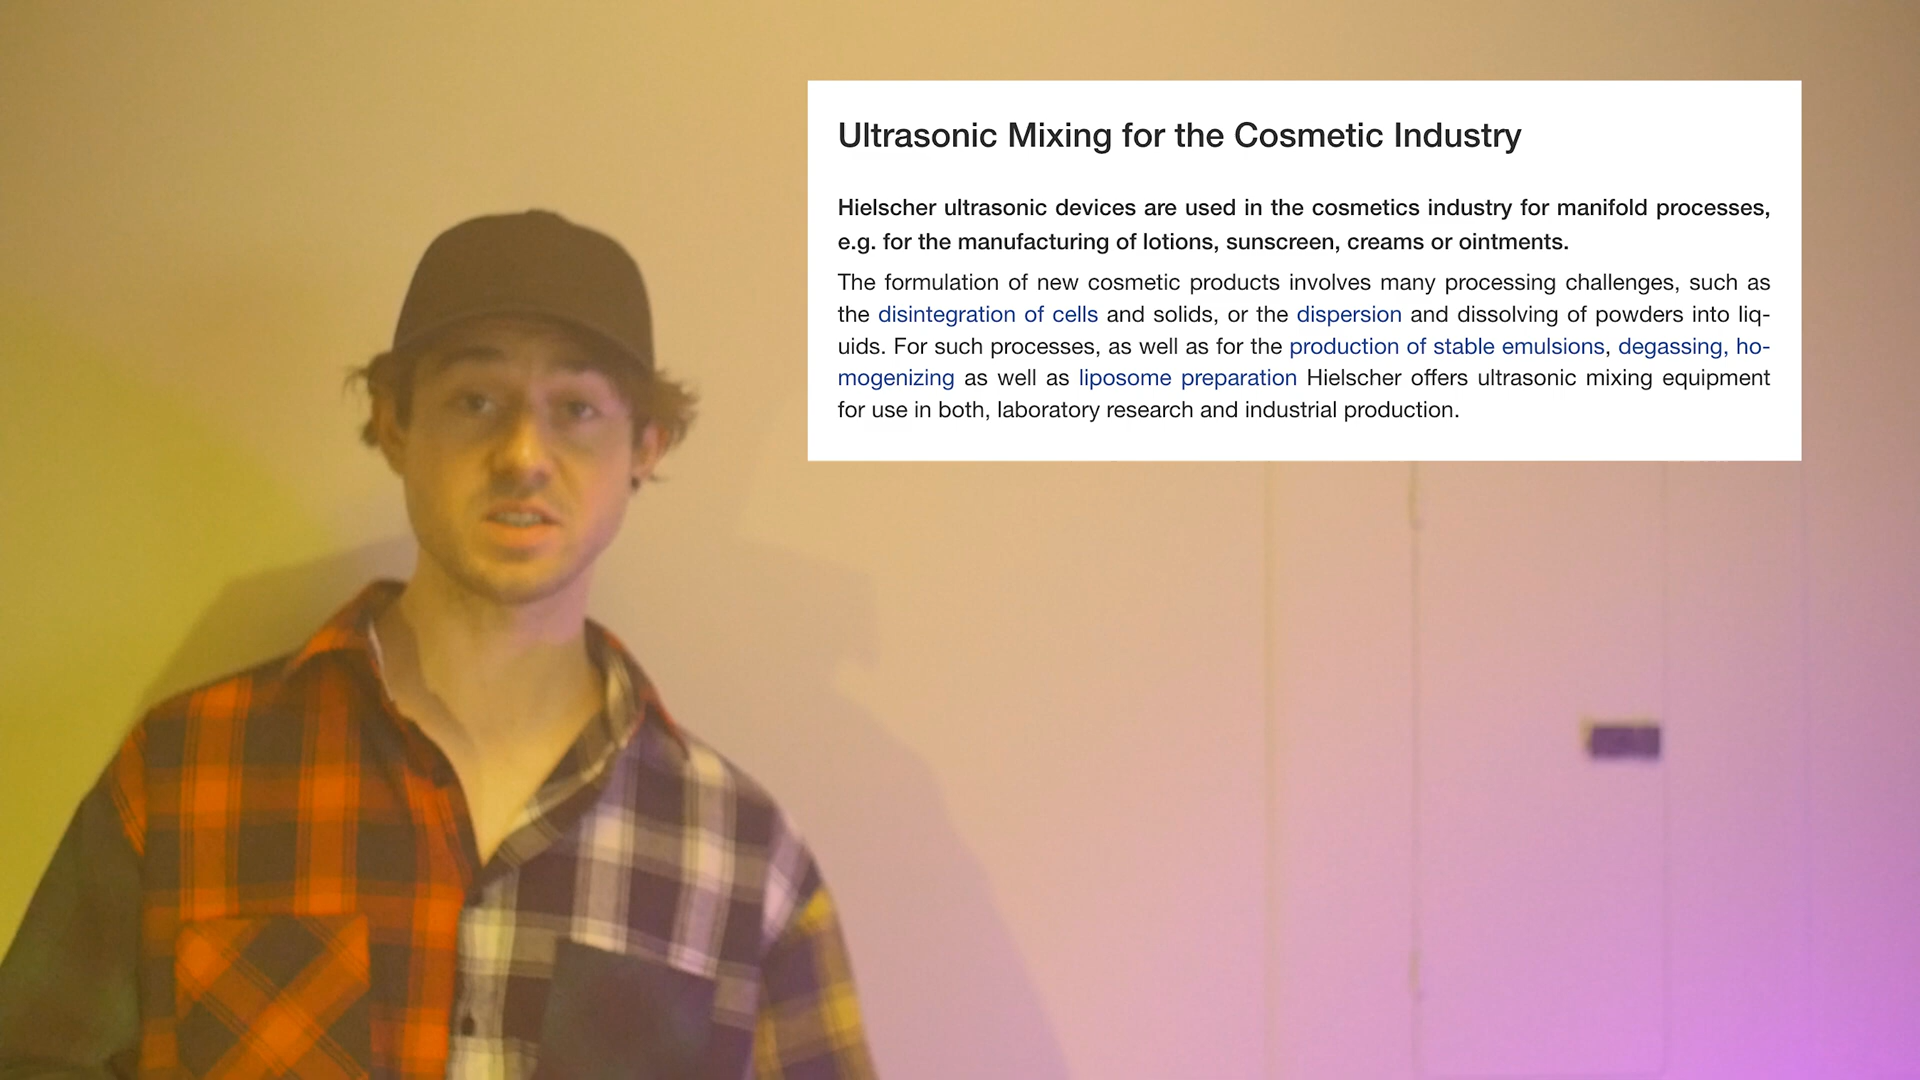 Ultrasonic Mixing for the Cosmetic Industry
Hielscher ultrasonic devices are used in the cosmetics industry for manifold processes,
e.g. for the manufacturing of lotions, sunscreen, creams or ointments.
The formulation of new cosmetic products involves many processing challenges, such as
the disintegration of cells and solids, or the dispersion and dissolving of powders into liq-
uids. For such processes, as well as for the production of stable emulsions, degassing, ho-
mogenizing as well as liposome preparation Hielscher offers ultrasonic mixing equipment
for use in both, laboratory research and industrial production.